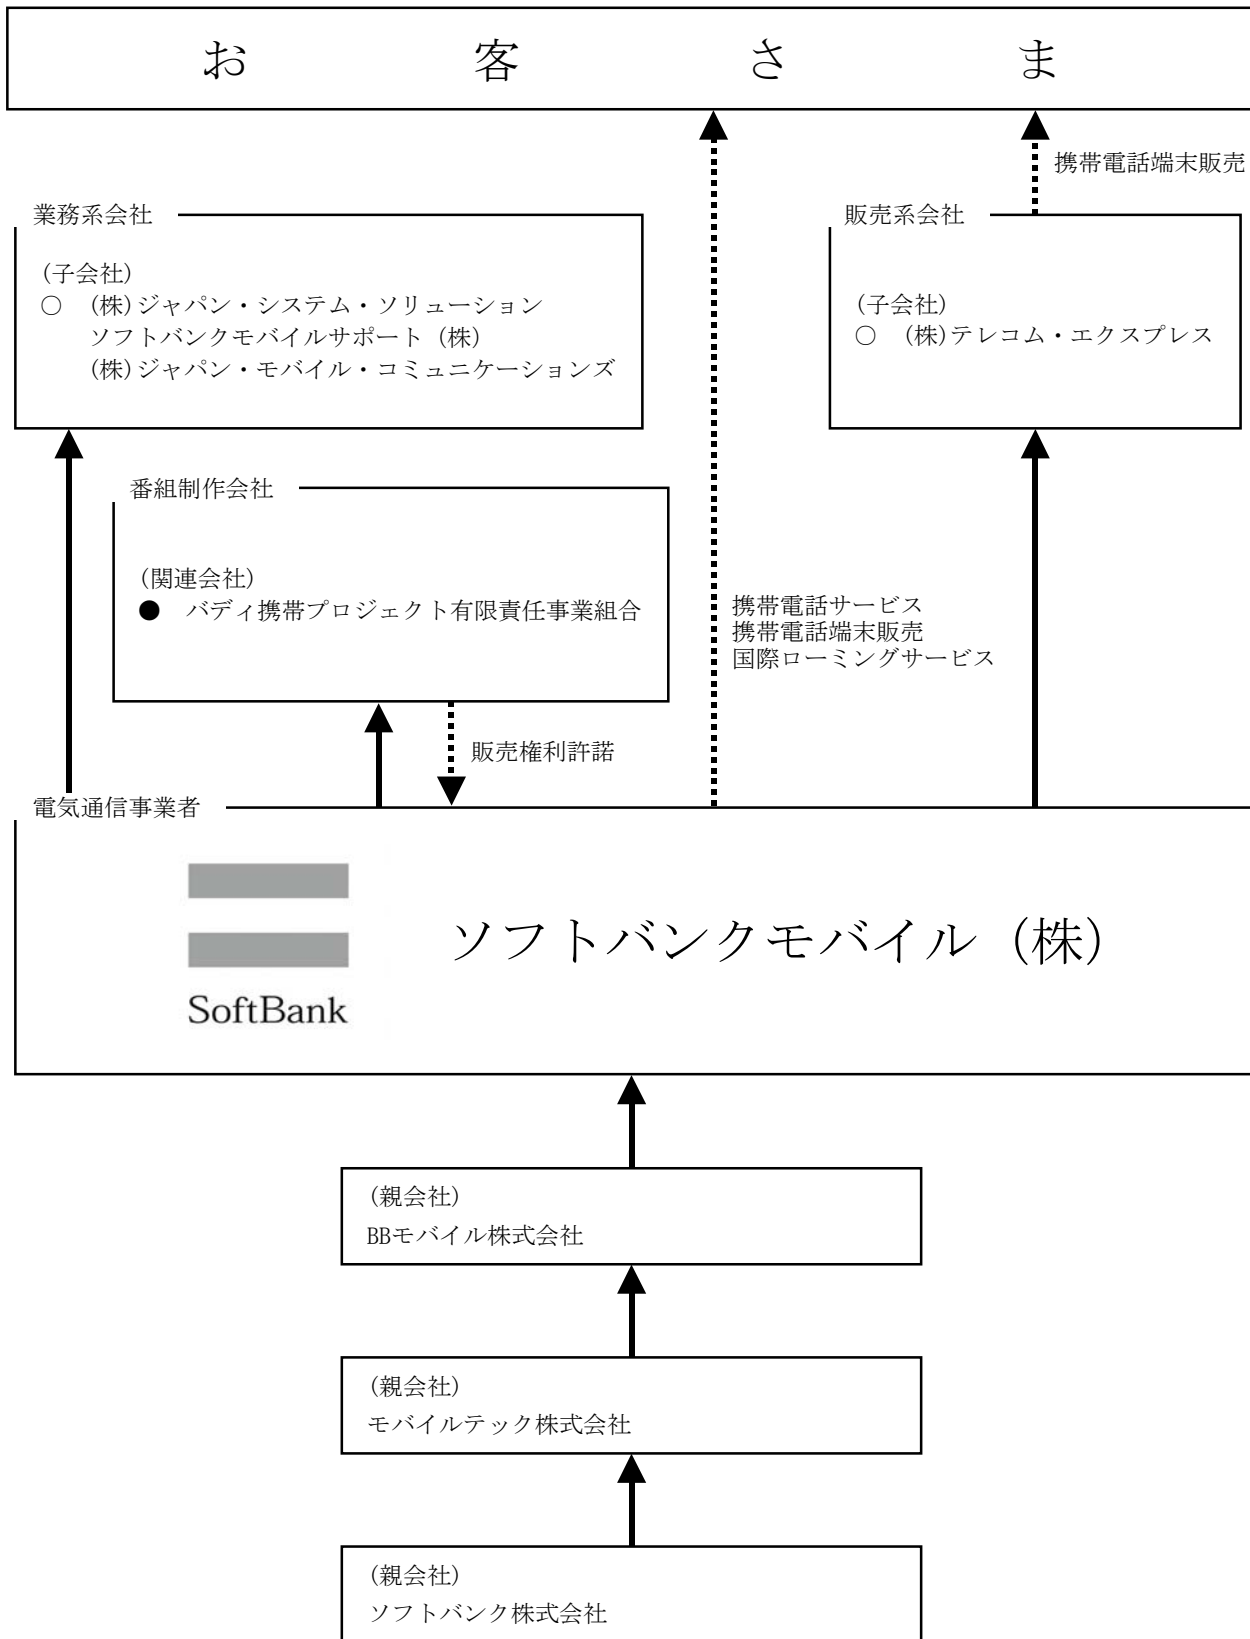 お客さま
携帯電話端末販売
業務系会社
(子会社)
○ (株)ジャパン・システム・ソリューション
ソフトバンクモバイルサポート(株)
(株)ジャパン・モバイル・コミュニケーションズ
販売系会社
(子会社)
○ (株)テレコム・エクスプレス
番組制作会社
(関連会社)
● バディ携帯プロジェクト有限責任事業組合
携帯電話サービス
携帯電話端末販売
国際ローミングサービス
販売権利許諾
電気通信事業者
ソフトバンクモバイル(株)
SoftBank
(親会社)
BBモバイル株式会社
(親会社)
モバイルテック株式会社
(親会社)
ソフトバンク株式会社